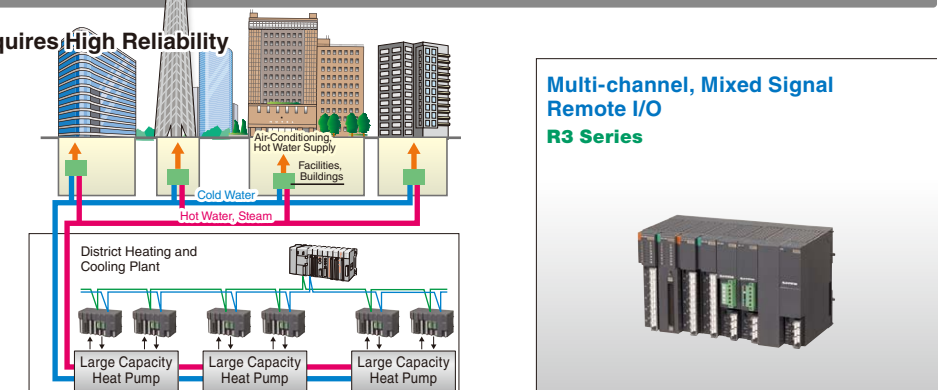 quires High Reliability
Air-Conditioning,
Hot Water Supply
Facilities,
Buildings
Cold Water
Hot Water, Steam
District Heating and
Cooling Plant
Large Capacity
Heat Pump
Large Capacity
Heat Pump
Large Capacity
Heat Pump
Multi-channel, Mixed Signal
Remote I/O
R3 Series